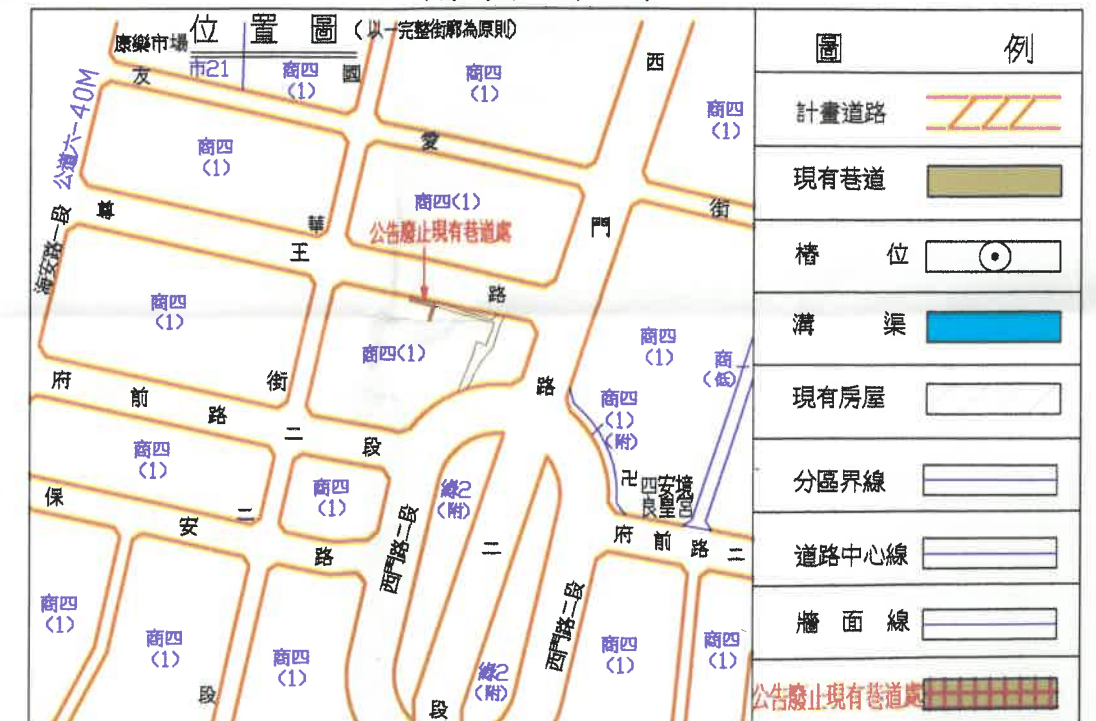 位置圖(以一完整街廓為原則)
康樂市場
友
市21
商四
(1)
國
商四
(1)
西
商四
(1)
公道六-40M
商四
(1)
愛
商四(1)
街
海安路一段
尊
華
王
公告廢止現有巷道處
門
路
商四
(1)
商四(1)
商四
(1)
商
(低)
府
前
路
二
段
街
路
商四
(1)
(附)
商四
(1)
商四
(1)
綠2
(附)
卍
四安境
良皇宮
保
安
二
路
西門路二段
二
府
前
路
二
商四
(1)
商四
(1)
商四
(1)
西門路二段
商四
(1)
商四
(1)
綠2
(附)
段
段
圖例
計畫道路
現有巷道
樁位
溝渠
現有房屋
分區界線
道路中心線
牆面線
公告廢止現有巷道處